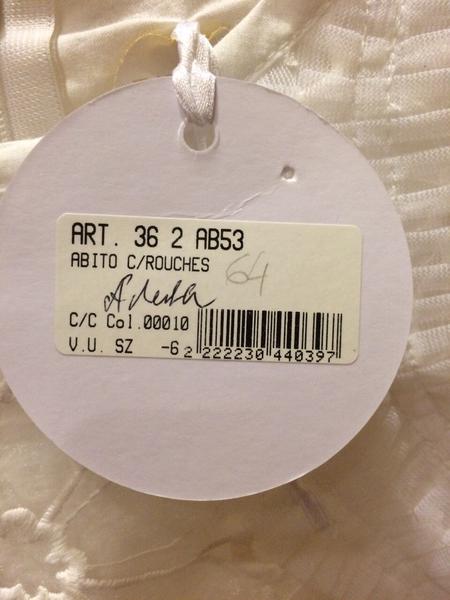 ART. 36 2 AB53
ABITO C/ROUCHES
64
C/C Col.00010
V.U. SZ -6
2 222230 440397